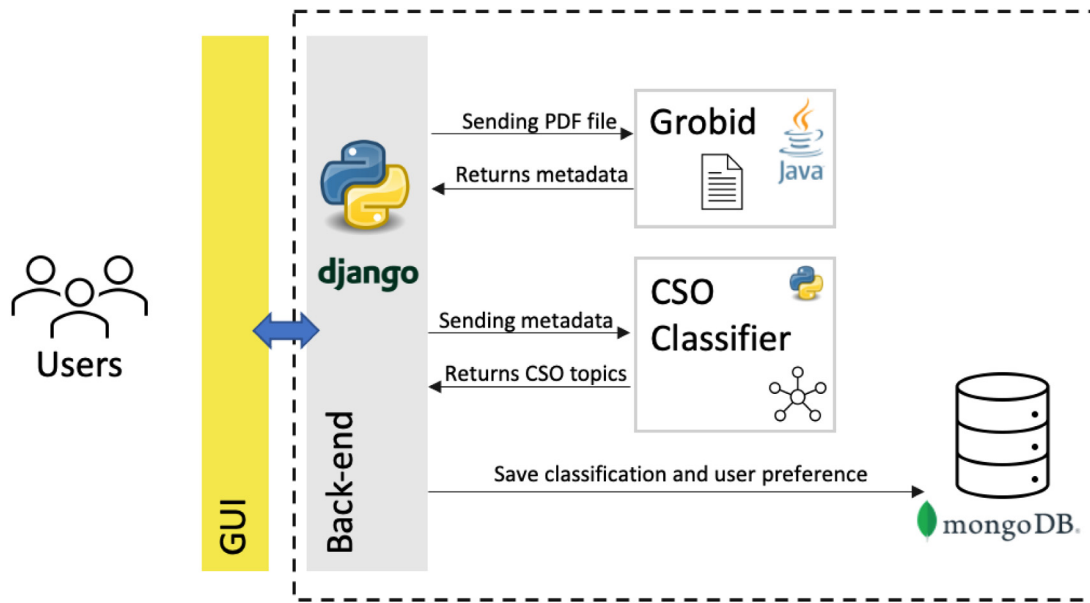 Users
GUI
Back-end
django
Sending PDF file
Returns metadata
Grobid
Java
Sending metadata
Returns CSO topics
CSO
Classifier
Save classification and user preference
mongoDB.